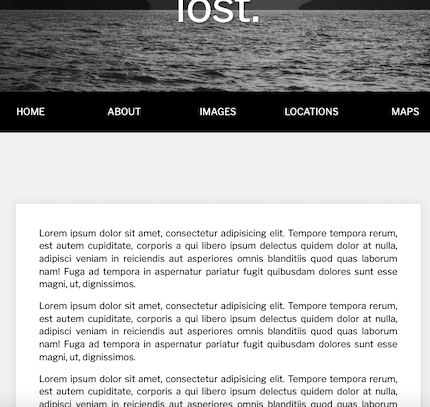 lost.
HOME ABOUT IMAGES LOCATIONS MAPS
Lorem ipsum dolor sit amet, consectetur adipisicing elit. Tempore tempora rerum,
est autem cupiditate, corporis a qui libero ipsum delectus quidem dolor at nulla,
adipisci veniam in reiciendis aut asperiores omnis blanditiis quod quas laborum
nam! Fuga ad tempora in aspernatur pariatur fugit quibusdam dolores sunt esse
magni, ut, dignissimos.
Lorem ipsum dolor sit amet, consectetur adipisicing elit. Tempore tempora rerum,
est autem cupiditate, corporis a qui libero ipsum delectus quidem dolor at nulla,
adipisci veniam in reiciendis aut asperiores omnis blanditiis quod quas laborum
nam! Fuga ad tempora in aspernatur pariatur fugit quibusdam dolores sunt esse
magni, ut, dignissimos.
Lorem ipsum dolor sit amet, consectetur adipisicing elit. Tempore tempora rerum,
est autem cupiditate, corporis a qui libero ipsum delectus quidem dolor at nulla,
adipisci veniam in reiciendis aut asperiores omnis blanditiis quod quas laborum